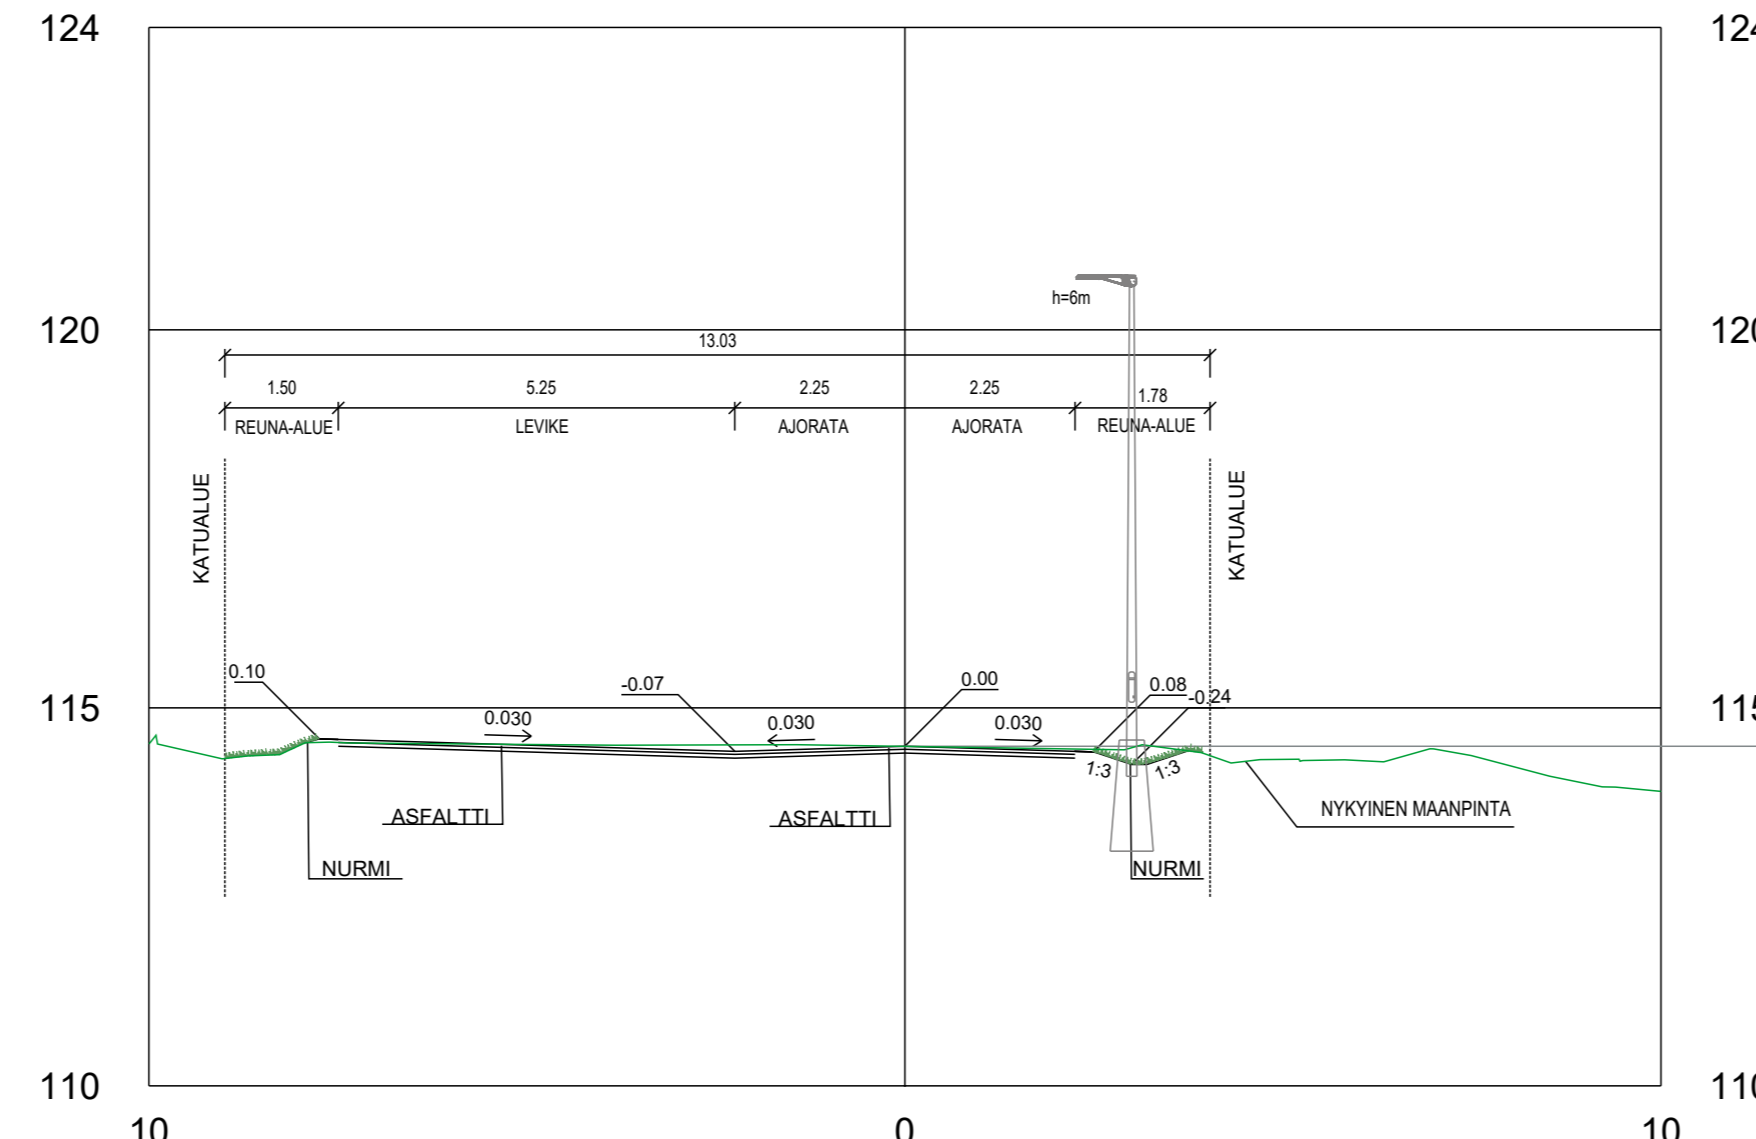 124
124
h=6m
120
120
13.03
1.50
5.25
2.25
2.25
1.78
REUNA-ALUE
LEVIKE
AJORATA
AJORATA
REUNA-ALUE
KATUALUE
KATUALUE
0.10
-0.07
0.00
0.08
-0.24
115
115
0.030
0.030
0.030
1:3
1:3
ASFALTTI
ASFALTTI
NYKYINEN MAANPINTA
NURMI
NURMI
110
110
10
0
10